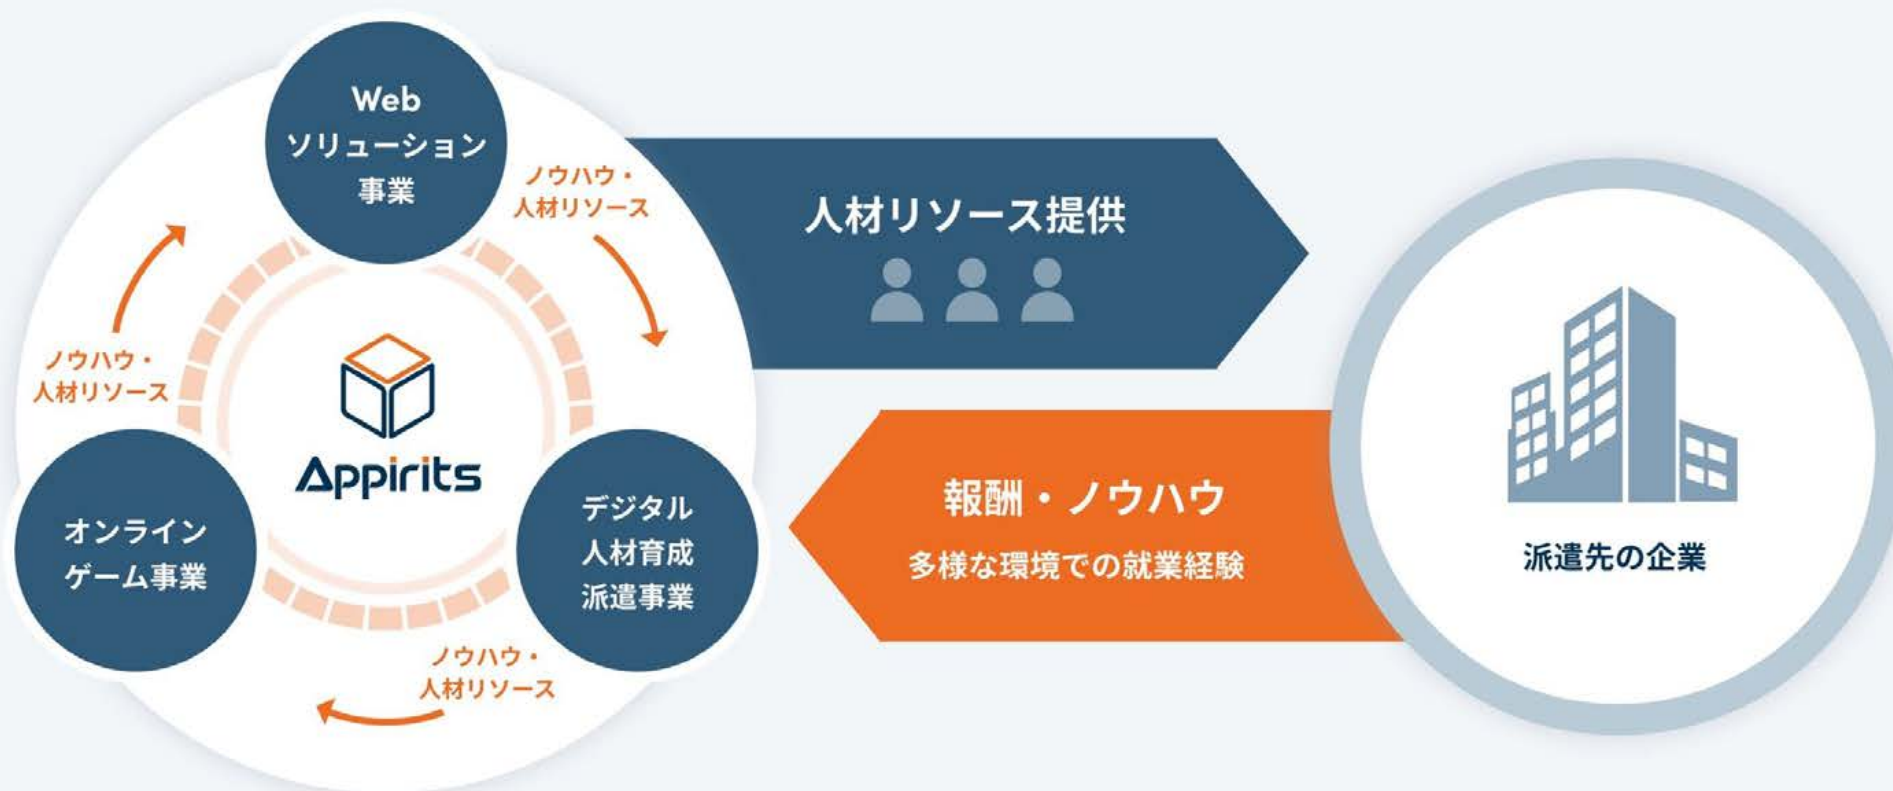 Web
ソリューション
事業
ノウハウ・
人材リソース
ノウハウ・
人材リソース
Appirits
オンライン
ゲーム事業
デジタル
人材育成
派遣事業
ノウハウ・
人材リソース
人材リソース提供
報酬・ノウハウ
多様な環境での就業経験
派遣先の企業